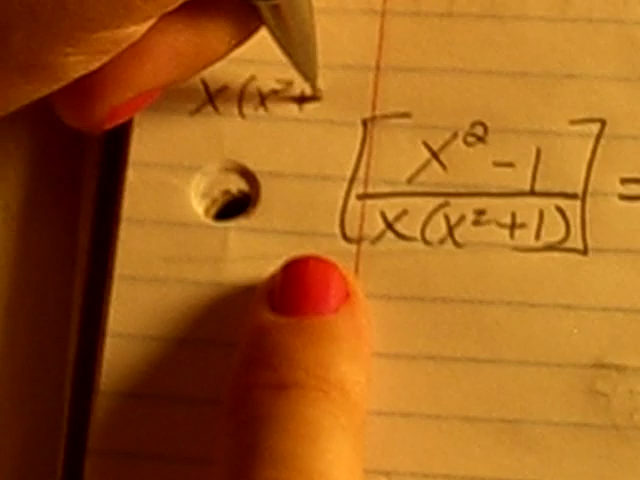 x(x²+
[x²-1 / x(x²+1)] =